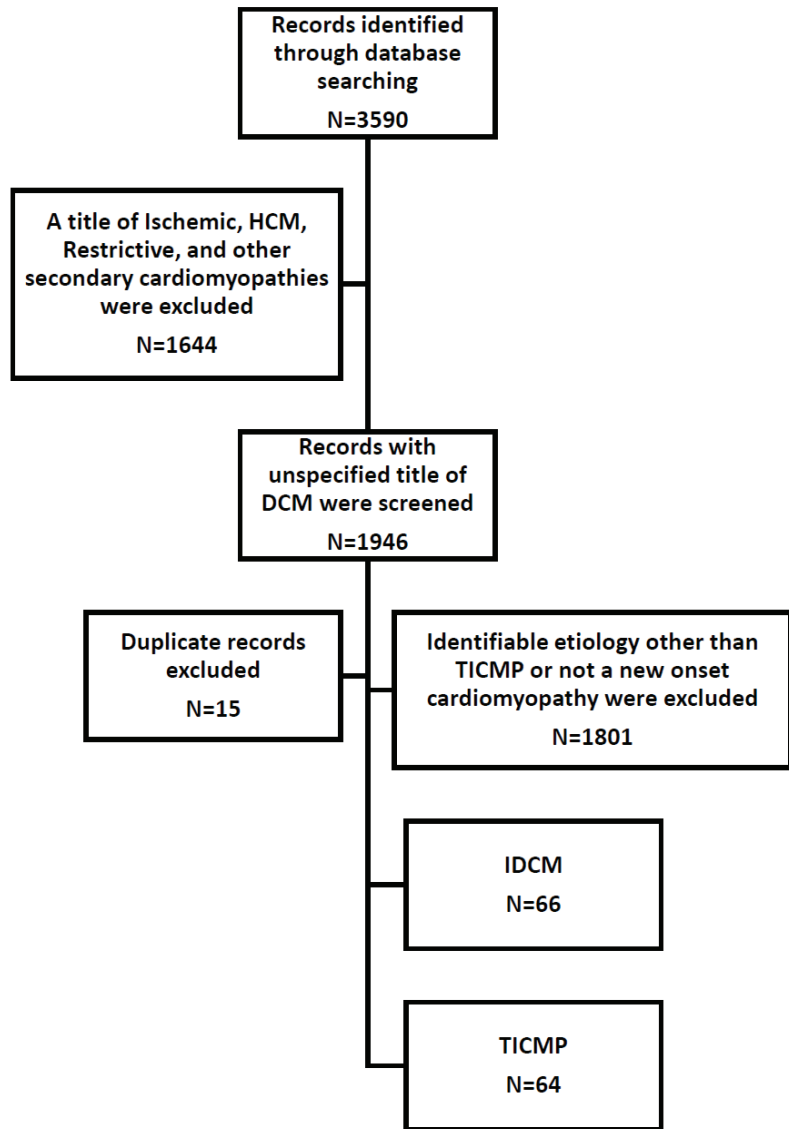 Records identified
through database
searching
N=3590
A title of Ischemic, HCM,
Restrictive, and other
secondary cardiomyopathies
were excluded
N=1644
Records with
unspecified title of
DCM were screened
N=1946
Duplicate records
excluded
N=15
Identifiable etiology other than
TICMP or not a new onset
cardiomyopathy were excluded
N=1801
IDCM
N=66
TICMP
N=64